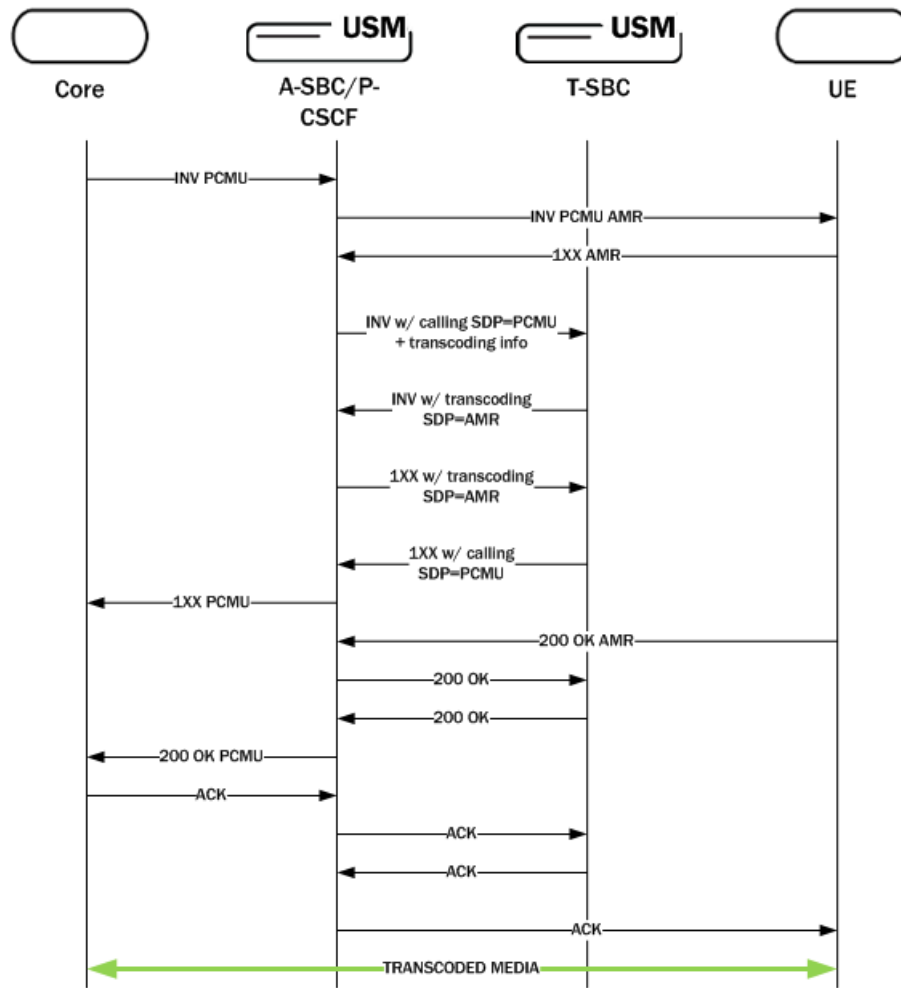 USM
USM
Core
A-SBC/P-
CSCF
T-SBC
UE
INV PCMU
INV PCMU AMR
1XX AMR
INV w/ calling SDP=PCMU
+ transcoding info
INV w/ transcoding
SDP=AMR
1XX w/ transcoding
SDP=AMR
1XX w/ calling
SDP=PCMU
1XX PCMU
200 OK AMR
200 OK
200 OK
200 OK PCMU
ACK
ACK
ACK
ACK
TRANSCODED MEDIA